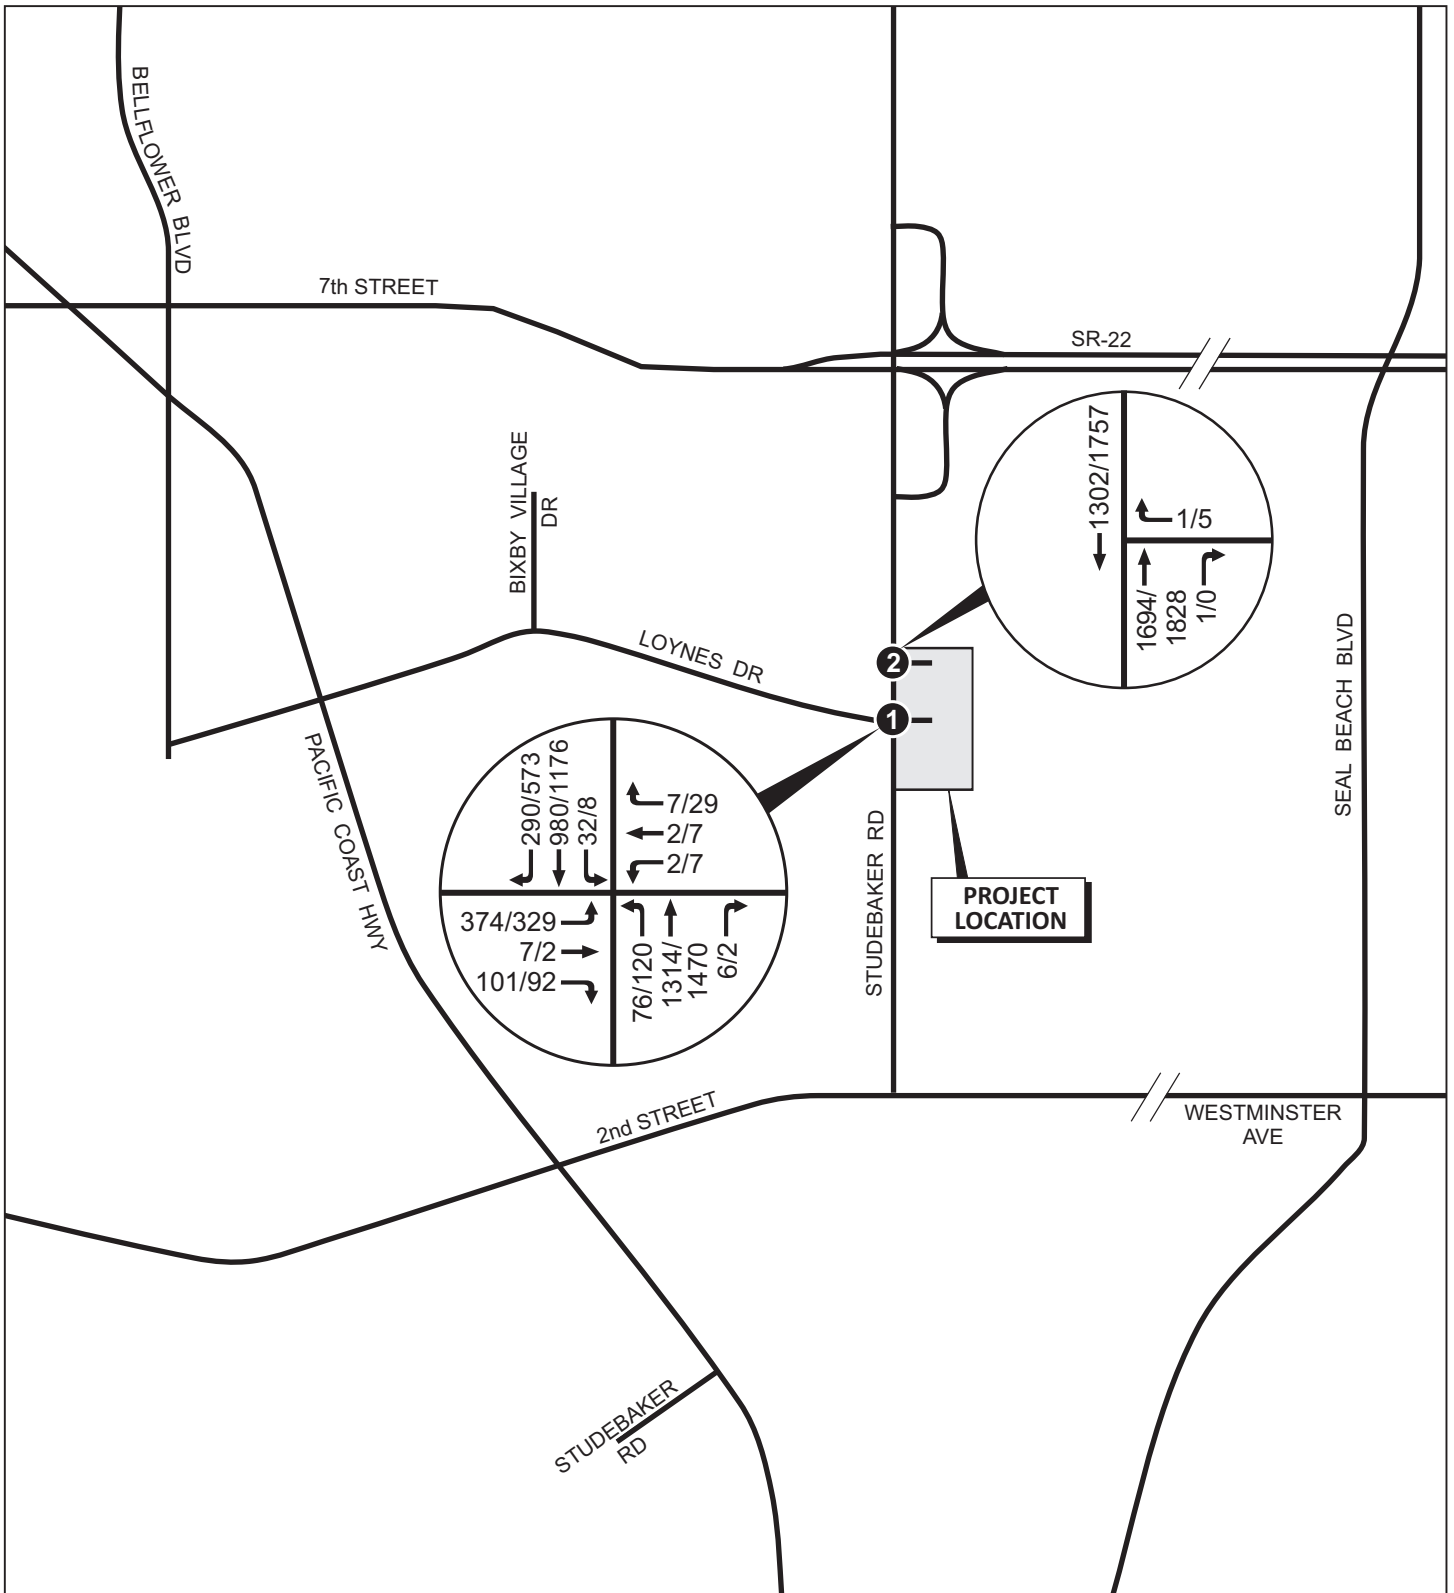 BELLFLOWER BLVD
7th STREET
SR-22
1302/1757
1/5
1694/
1828
1/0
BIXBY VILLAGE
DR
LOYNES DR
2
1
SEAL BEACH BLVD
PACIFIC COAST HWY
290/573
980/1176
32/8
7/29
2/7
2/7
374/329
7/2
101/92
76/120
1314/
1470
6/2
STUDEBAKER RD
PROJECT
LOCATION
2nd STREET
WESTMINSTER
AVE
STUDEBAKER
RD